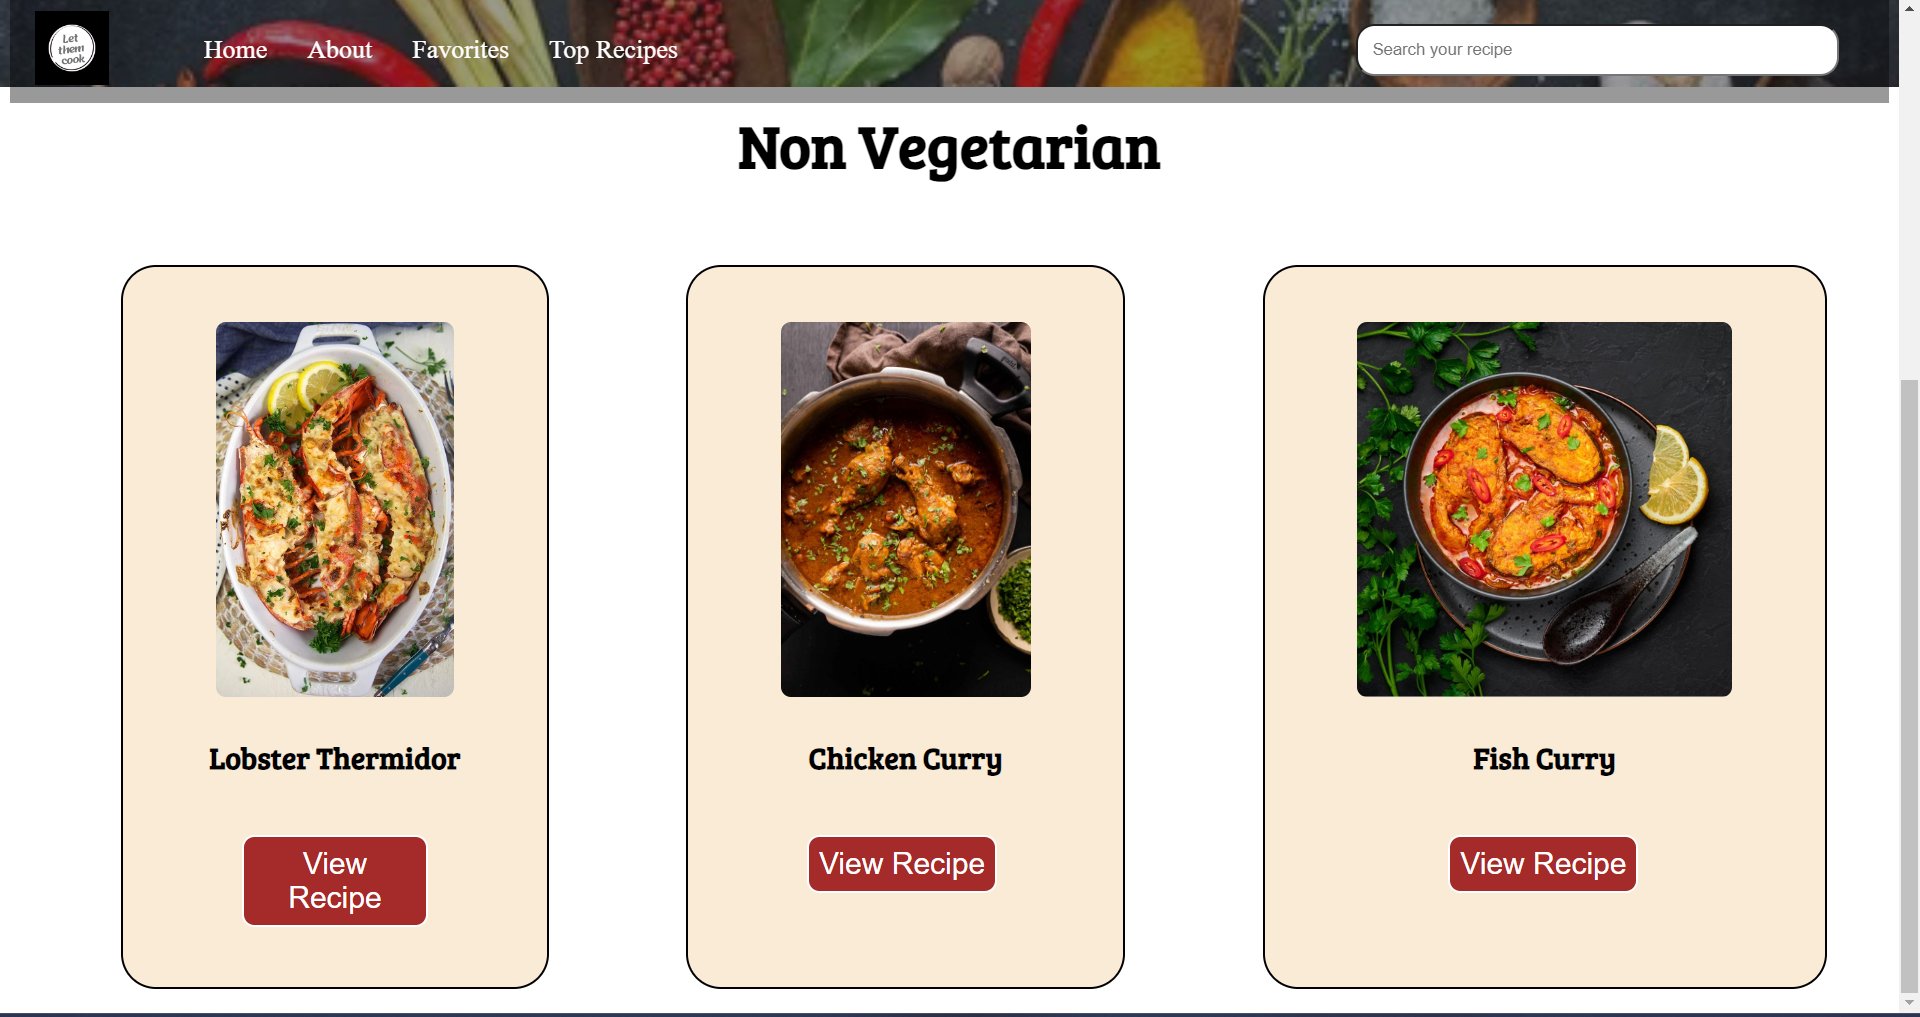 Let
them
cook
Home About Favorites Top Recipes
Search your recipe
Non Vegetarian
Lobster Thermidor
Chicken Curry
Fish Curry
View
Recipe
View Recipe
View Recipe